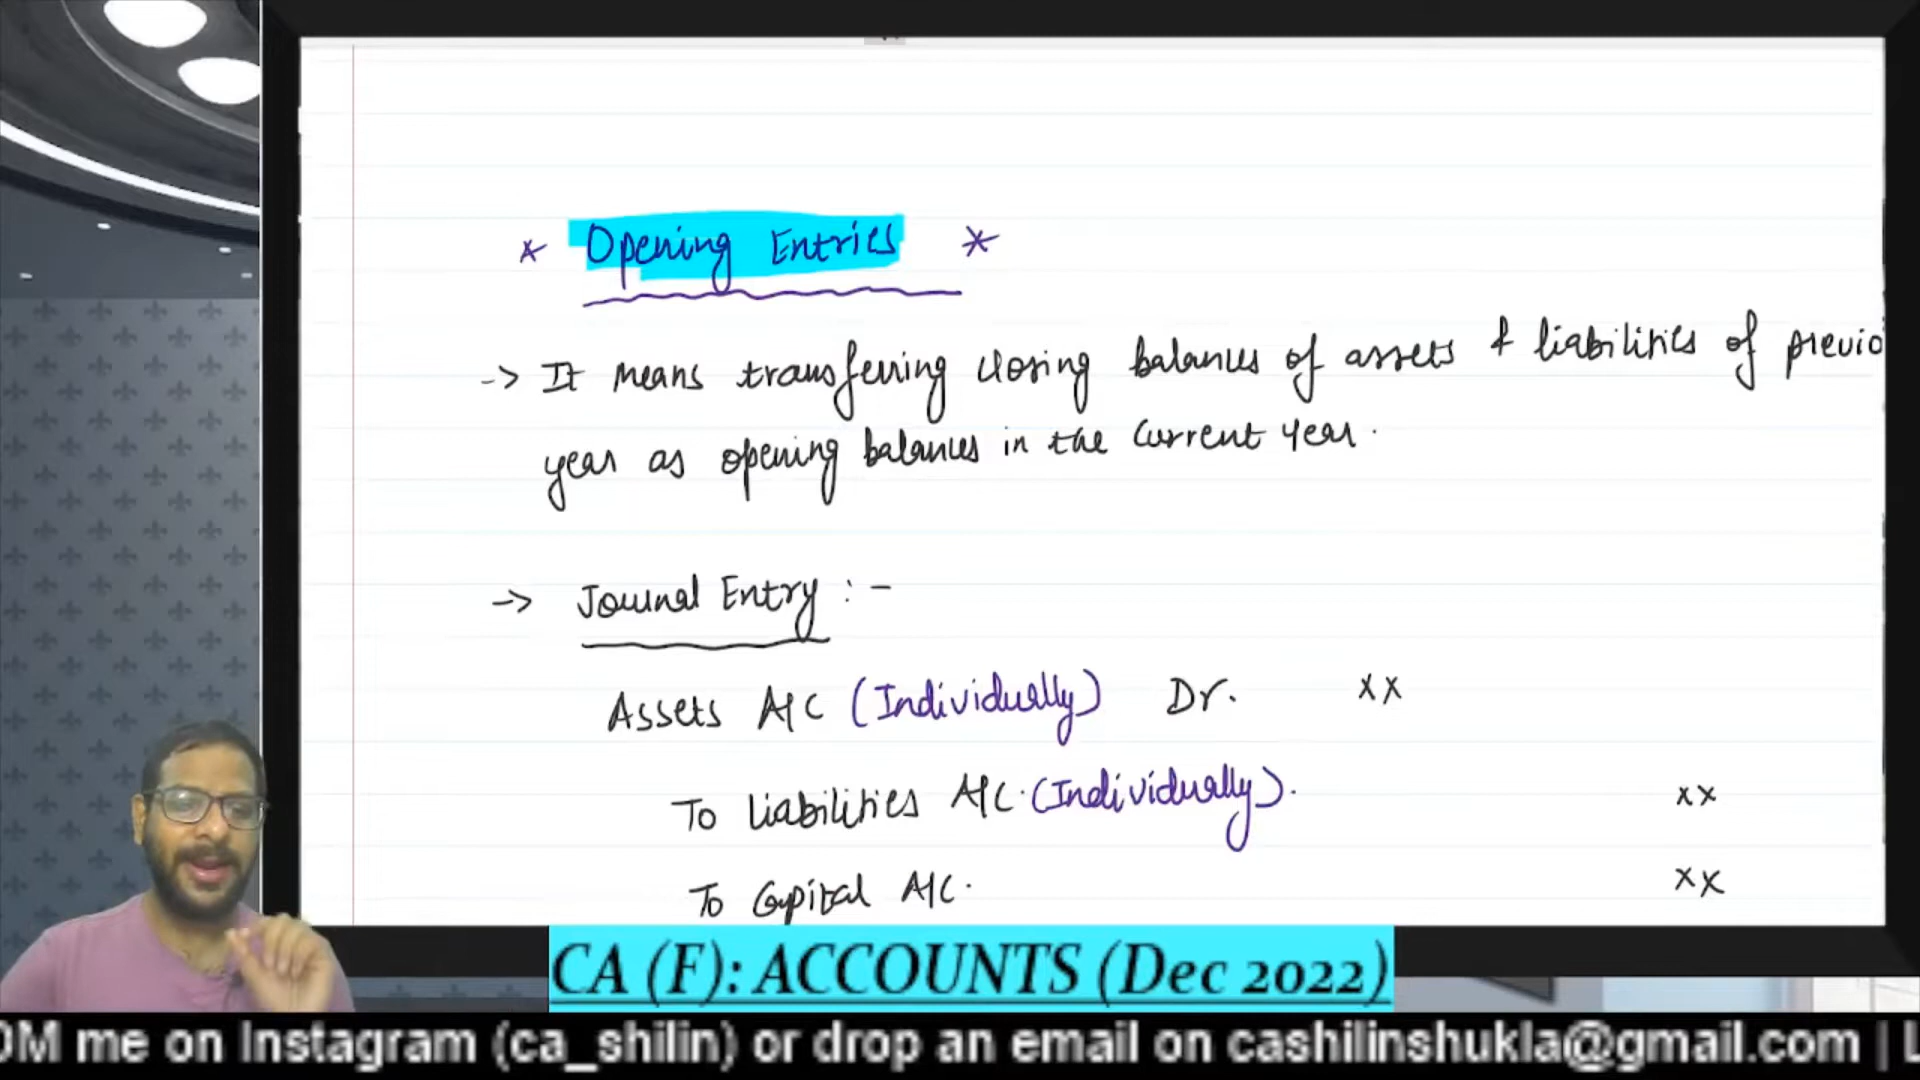 * Opening Entries *
-> It means transferring closing balances of assets & liabilities of previo
year as opening balances in the current year.
-> Journal Entry :-
Assets A/C (Individually) Dr. xx
To liabilities A/C. (Individually). xx
To Capital A/C. xx
CA (F): ACCOUNTS (Dec 2022)
OM me on Instagram (ca_shilin) or drop an email on cashilinshukla@gmail.com | L